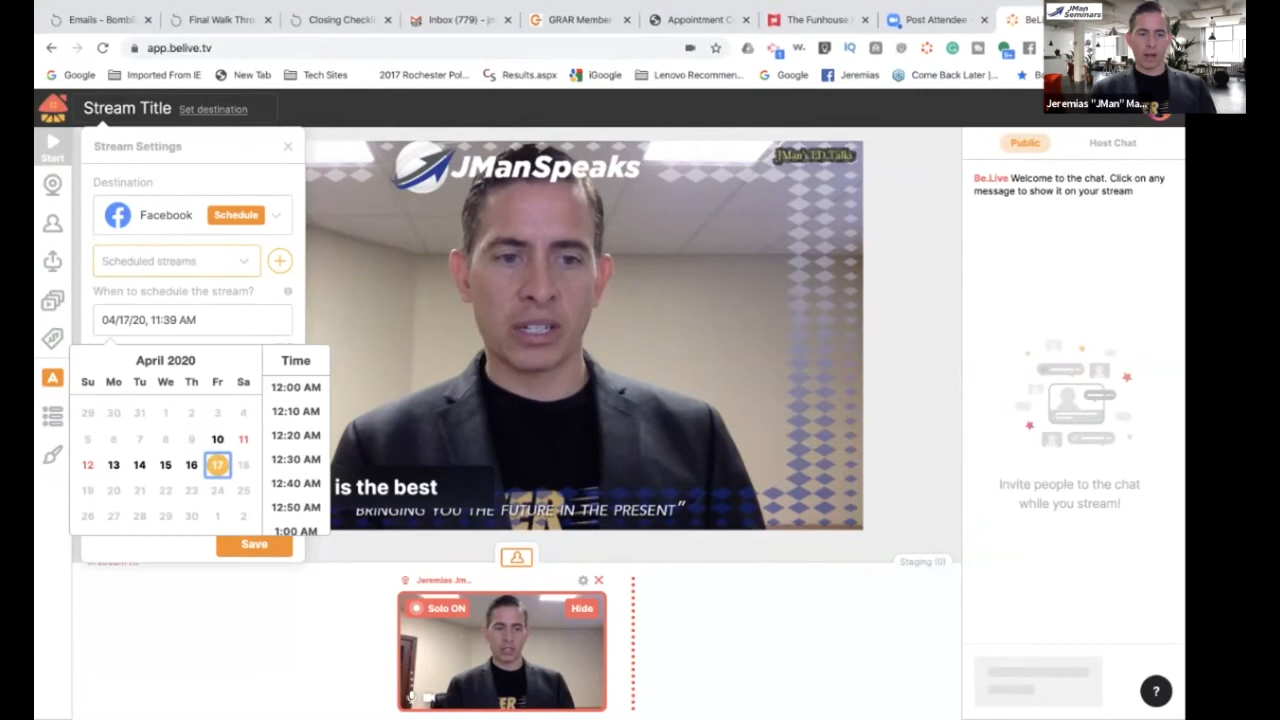 Emails - BombB
Final Walk Thro
Closing Checkli
Inbox (779) - jo
GRAR Member
Appointment C
The Funhouse
Post Attendee -
BeLi
JMan
Seminars
app.belive.tv
Google
Imported From IE
New Tab
Tech Sites
2017 Rochester Pol...
Results.aspx
iGoogle
Lenovo Recommen...
Google
Jeremias
Come Back Later |...
Jeremias "JMan" Ma...
Stream Title Set destination
Start
Stream Settings
Destination
Facebook Schedule
Scheduled streams
When to schedule the stream?
04/17/20, 11:39 AM
April 2020
Su Mo Tu We Th Fr Sa
29 30 31 1 2 3 4
5 6 7 8 9 10 11
12 13 14 15 16 17 18
19 20 21 22 23 24 25
26 27 28 29 30 1 2
Time
12:00 AM
12:10 AM
12:20 AM
12:30 AM
12:40 AM
12:50 AM
1:00 AM
Save
JManSpeaks
JMan's ED Talks
is the best
BRINGING YOU THE FUTURE IN THE PRESENT"
Staging (0)
Jeremias Jm...
Solo ON
Hide
Public
Host Chat
Be.Live Welcome to the chat. Click on any
message to show it on your stream
Invite people to the chat
while you stream!
?